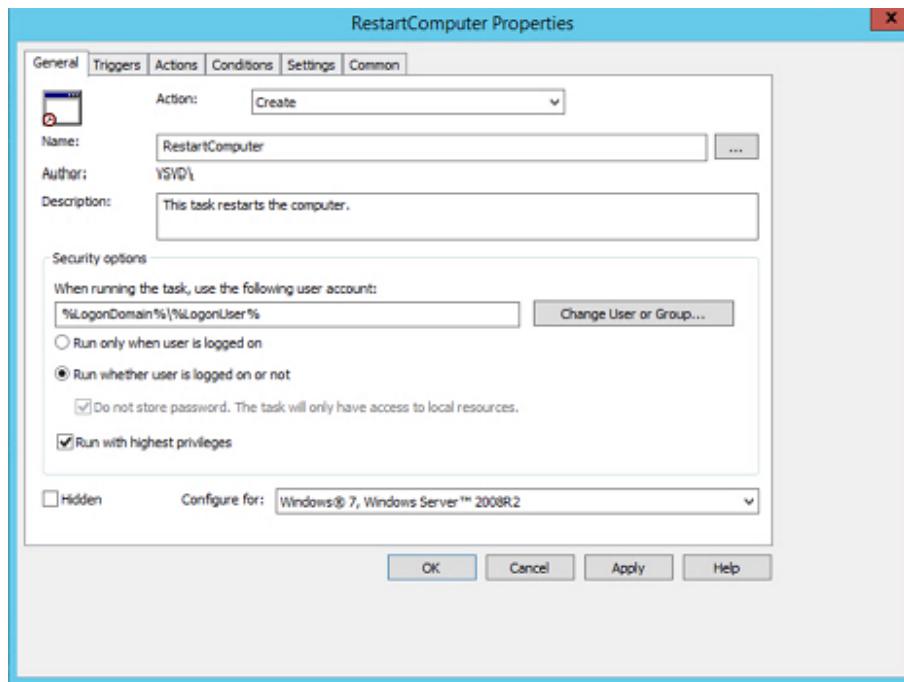 RestartComputer Properties
x
General Triggers Actions Conditions Settings Common
Action: Create
Name: RestartComputer ...
Author:
Description: This task restarts the computer.
Security options
When running the task, use the following user account:
%LogonDomain%\%LogonUser% Change User or Group...
Run only when user is logged on
Run whether user is logged on or not
Do not store password. The task will only have access to local resources.
Run with highest privileges
Hidden Configure for: Windows® 7, Windows Server™ 2008R2
OK Cancel Apply Help